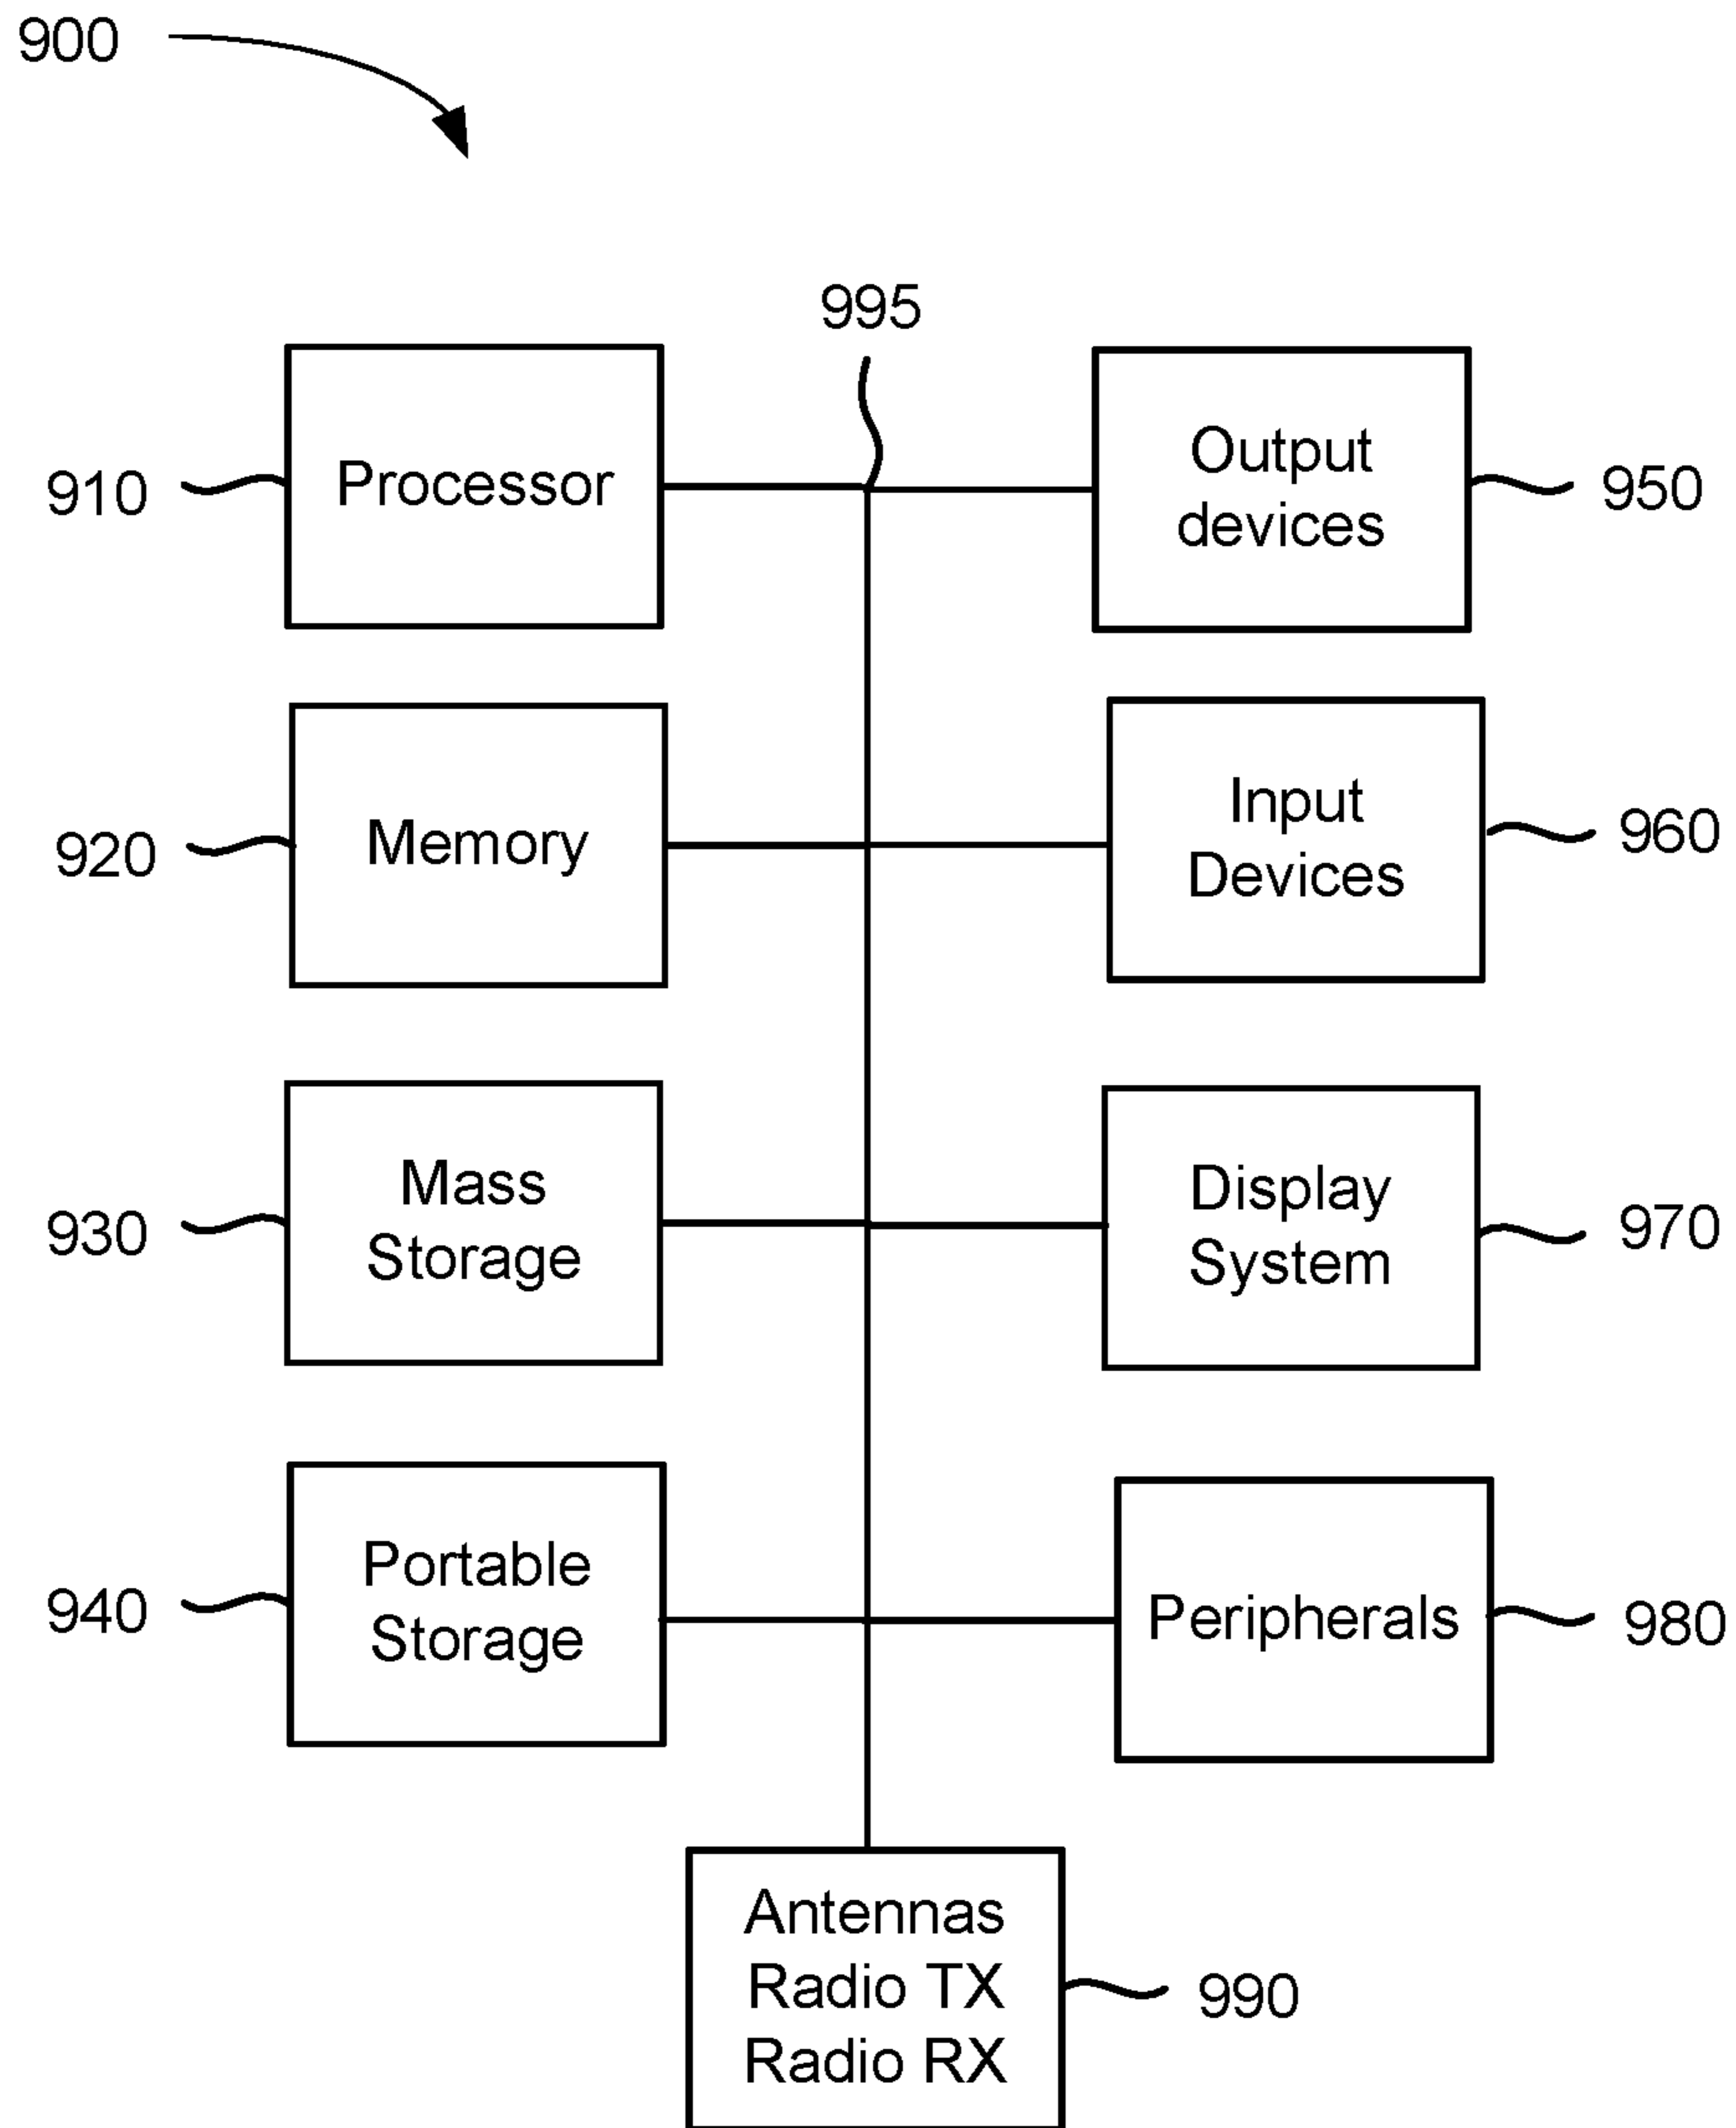 900
995
910
Processor
Output
devices
950
920
Memory
Input
Devices
960
930
Mass
Storage
Display
System
970
940
Portable
Storage
Peripherals
980
Antennas
Radio TX
Radio RX
990